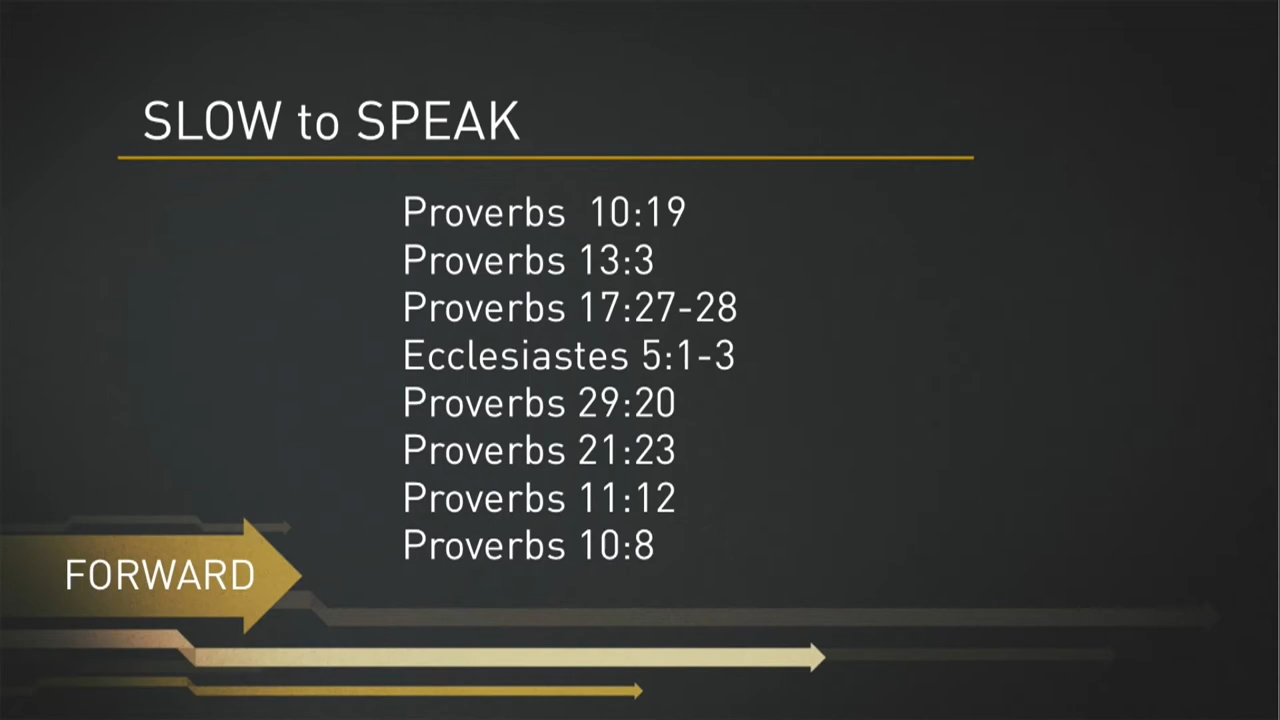 SLOW to SPEAK
Proverbs  10:19
Proverbs 13:3
Proverbs 17:27-28
Ecclesiastes 5:1-3
Proverbs 29:20
Proverbs 21:23
Proverbs 11:12
Proverbs 10:8
FORWARD